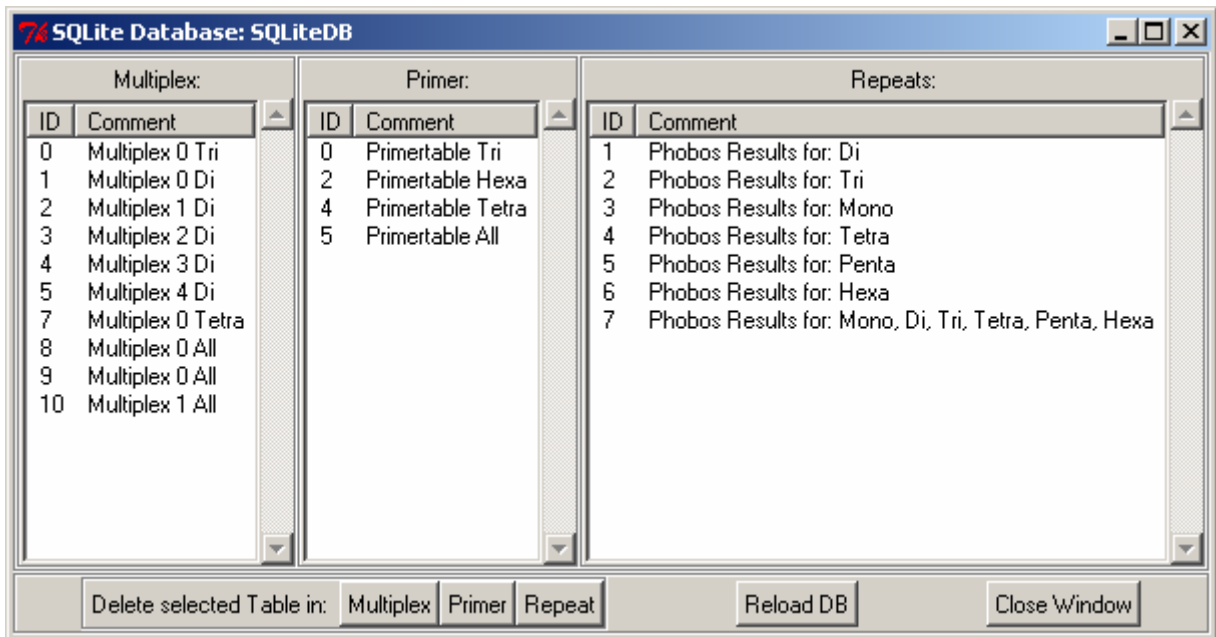 SQLite Database: SQLiteDB
Multiplex:
ID Comment
0 Multiplex 0 Tri
1 Multiplex 0 Di
2 Multiplex 1 Di
3 Multiplex 2 Di
4 Multiplex 3 Di
5 Multiplex 4 Di
7 Multiplex 0 Tetra
8 Multiplex 0 All
9 Multiplex 0 All
10 Multiplex 1 All
Primer:
ID Comment
0 Primertable Tri
2 Primertable Hexa
4 Primertable Tetra
5 Primertable All
Repeats:
ID Comment
1 Phobos Results for: Di
2 Phobos Results for: Tri
3 Phobos Results for: Mono
4 Phobos Results for: Tetra
5 Phobos Results for: Penta
6 Phobos Results for: Hexa
7 Phobos Results for: Mono, Di, Tri, Tetra, Penta, Hexa
Delete selected Table in: Multiplex Primer Repeat Reload DB Close Window